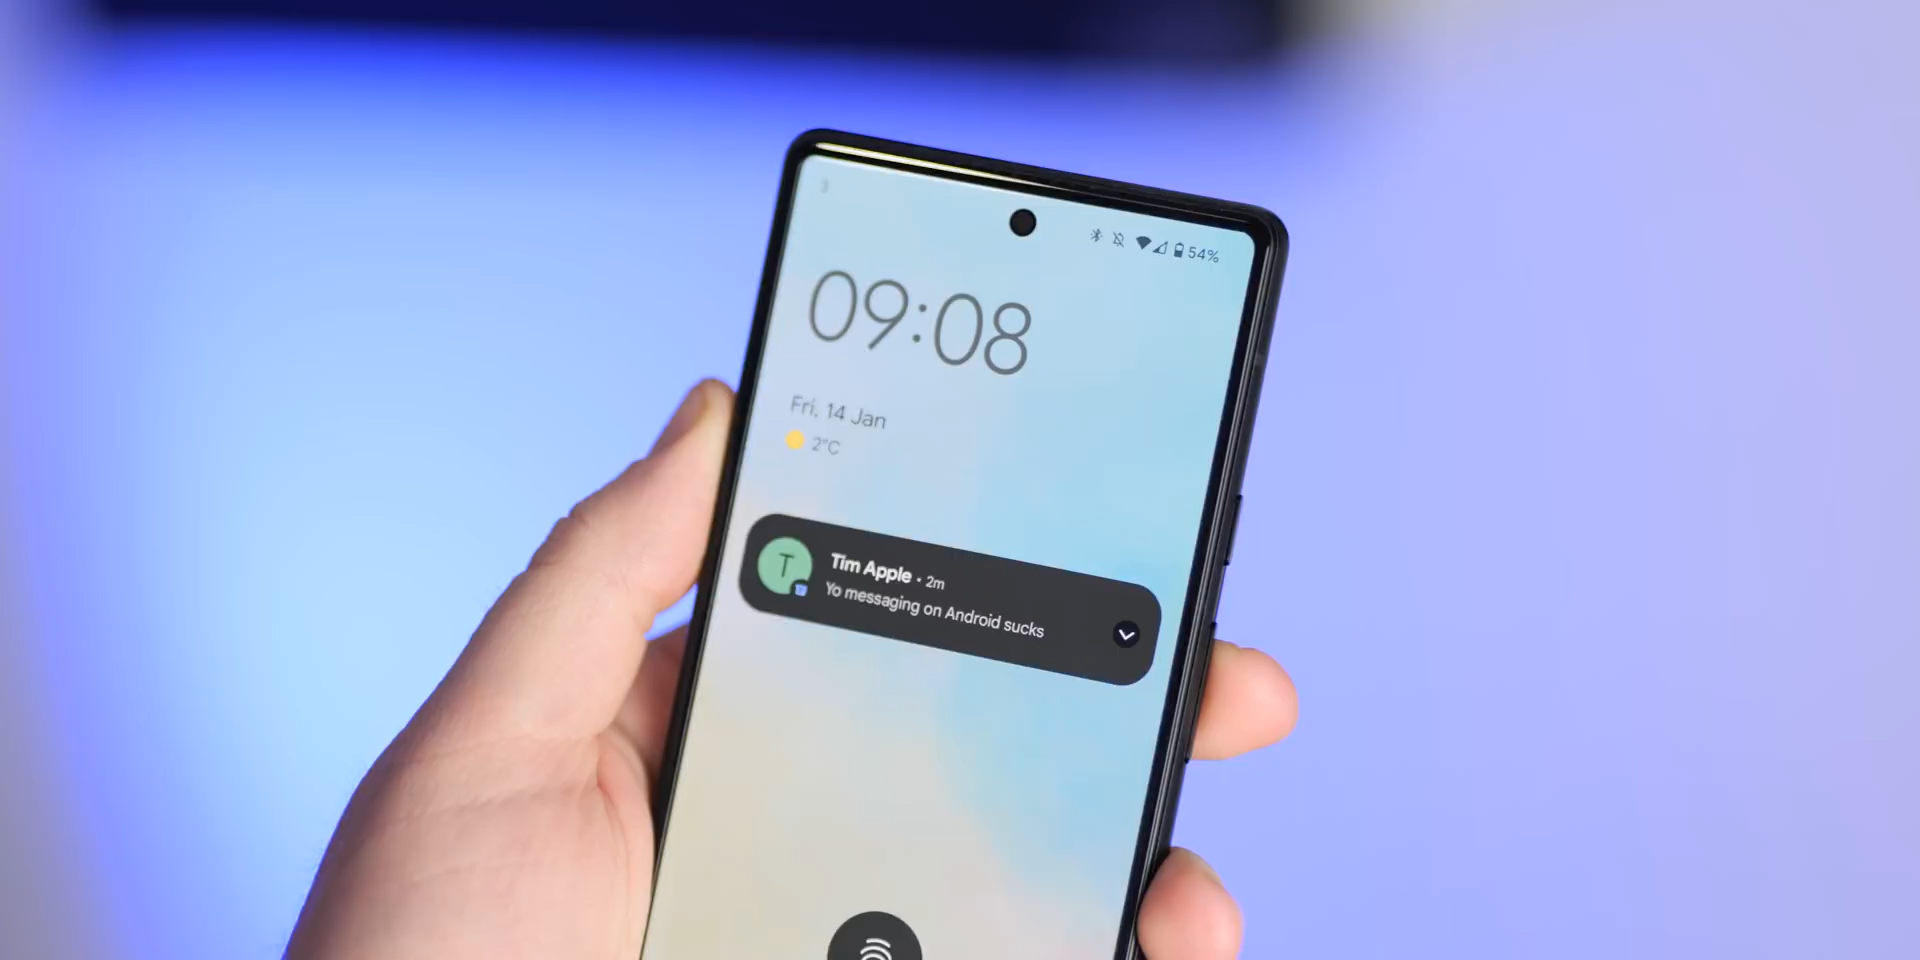 54%
09:08
Fri, 14 Jan
2°C
T
Tim Apple • 2m
Yo messaging on Android sucks